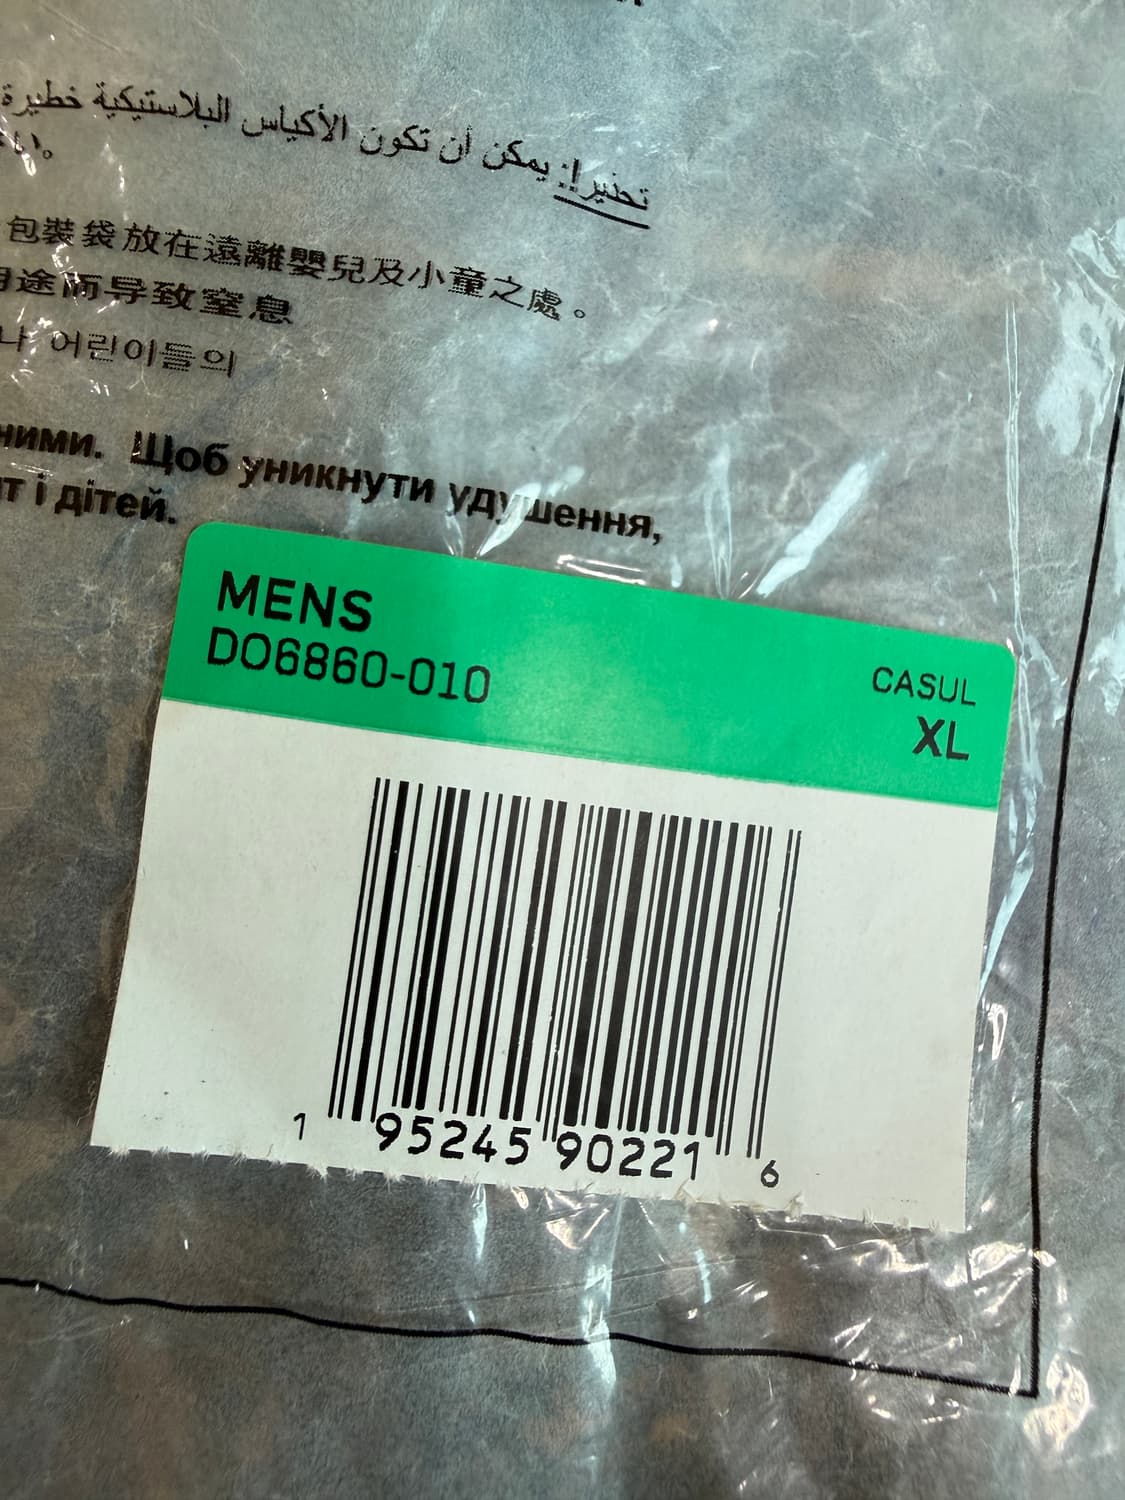 تحذير!: يمكن أن تكون الأكياس البلاستيكية خطيرة
包裝袋放在遠離嬰兒及小童之處。
途而导致窒息
어린이들의
ними. Щоб уникнути удушення,
т і дітей.
MENS
DO6860-010
CASUL
XL
1 95245 90221 6